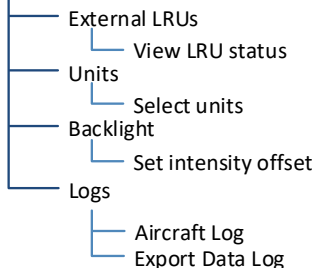 External LRUs
View LRU status
Units
Select units
Backlight
Set intensity offset
Logs
Aircraft Log
Export Data Log